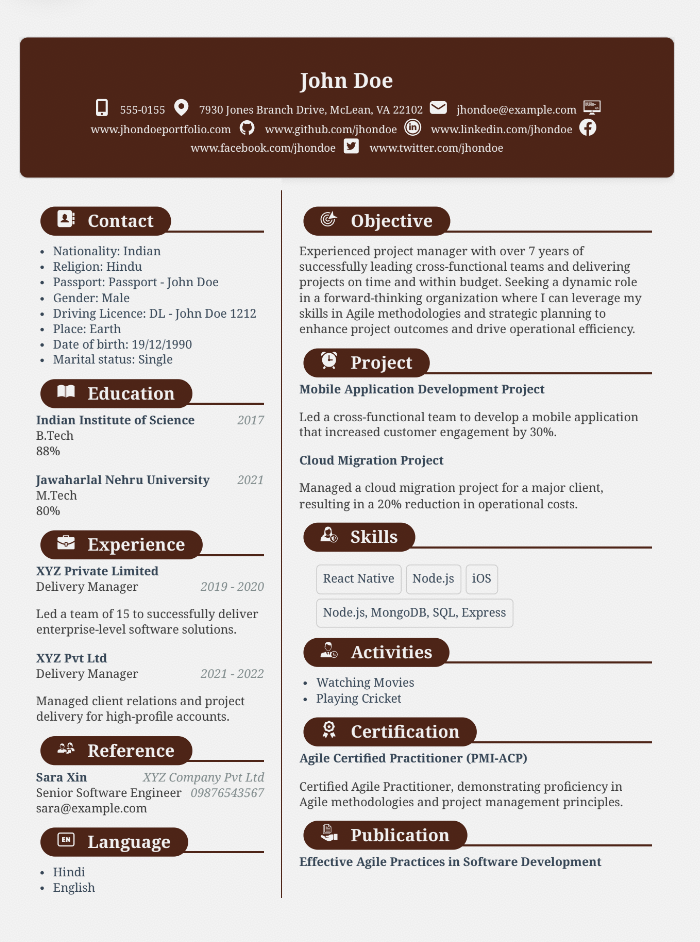 John Doe
555-0155 7930 Jones Branch Drive, McLean, VA 22102 jhondoe@example.com
www.jhondoeportfolio.com www.github.com/jhondoe www.linkedin.com/jhondoe
www.facebook.com/jhondoe www.twitter.com/jhondoe
Contact
• Nationality: Indian
• Religion: Hindu
• Passport: Passport - John Doe
• Gender: Male
• Driving Licence: DL - John Doe 1212
• Place: Earth
• Date of birth: 19/12/1990
• Marital status: Single
Education
Indian Institute of Science 2017
B.Tech
88%
Jawaharlal Nehru University 2021
M.Tech
80%
Experience
XYZ Private Limited
Delivery Manager 2019 - 2020
Led a team of 15 to successfully deliver
enterprise-level software solutions.
XYZ Pvt Ltd
Delivery Manager 2021 - 2022
Managed client relations and project
delivery for high-profile accounts.
Reference
Sara Xin XYZ Company Pvt Ltd
Senior Software Engineer 09876543567
sara@example.com
EN Language
• Hindi
• English
Objective
Experienced project manager with over 7 years of
successfully leading cross-functional teams and delivering
projects on time and within budget. Seeking a dynamic role
in a forward-thinking organization where I can leverage my
skills in Agile methodologies and strategic planning to
enhance project outcomes and drive operational efficiency.
Project
Mobile Application Development Project
Led a cross-functional team to develop a mobile application
that increased customer engagement by 30%.
Cloud Migration Project
Managed a cloud migration project for a major client,
resulting in a 20% reduction in operational costs.
Skills
React Native Node.js iOS
Node.js, MongoDB, SQL, Express
Activities
• Watching Movies
• Playing Cricket
Certification
Agile Certified Practitioner (PMI-ACP)
Certified Agile Practitioner, demonstrating proficiency in
Agile methodologies and project management principles.
Publication
Effective Agile Practices in Software Development